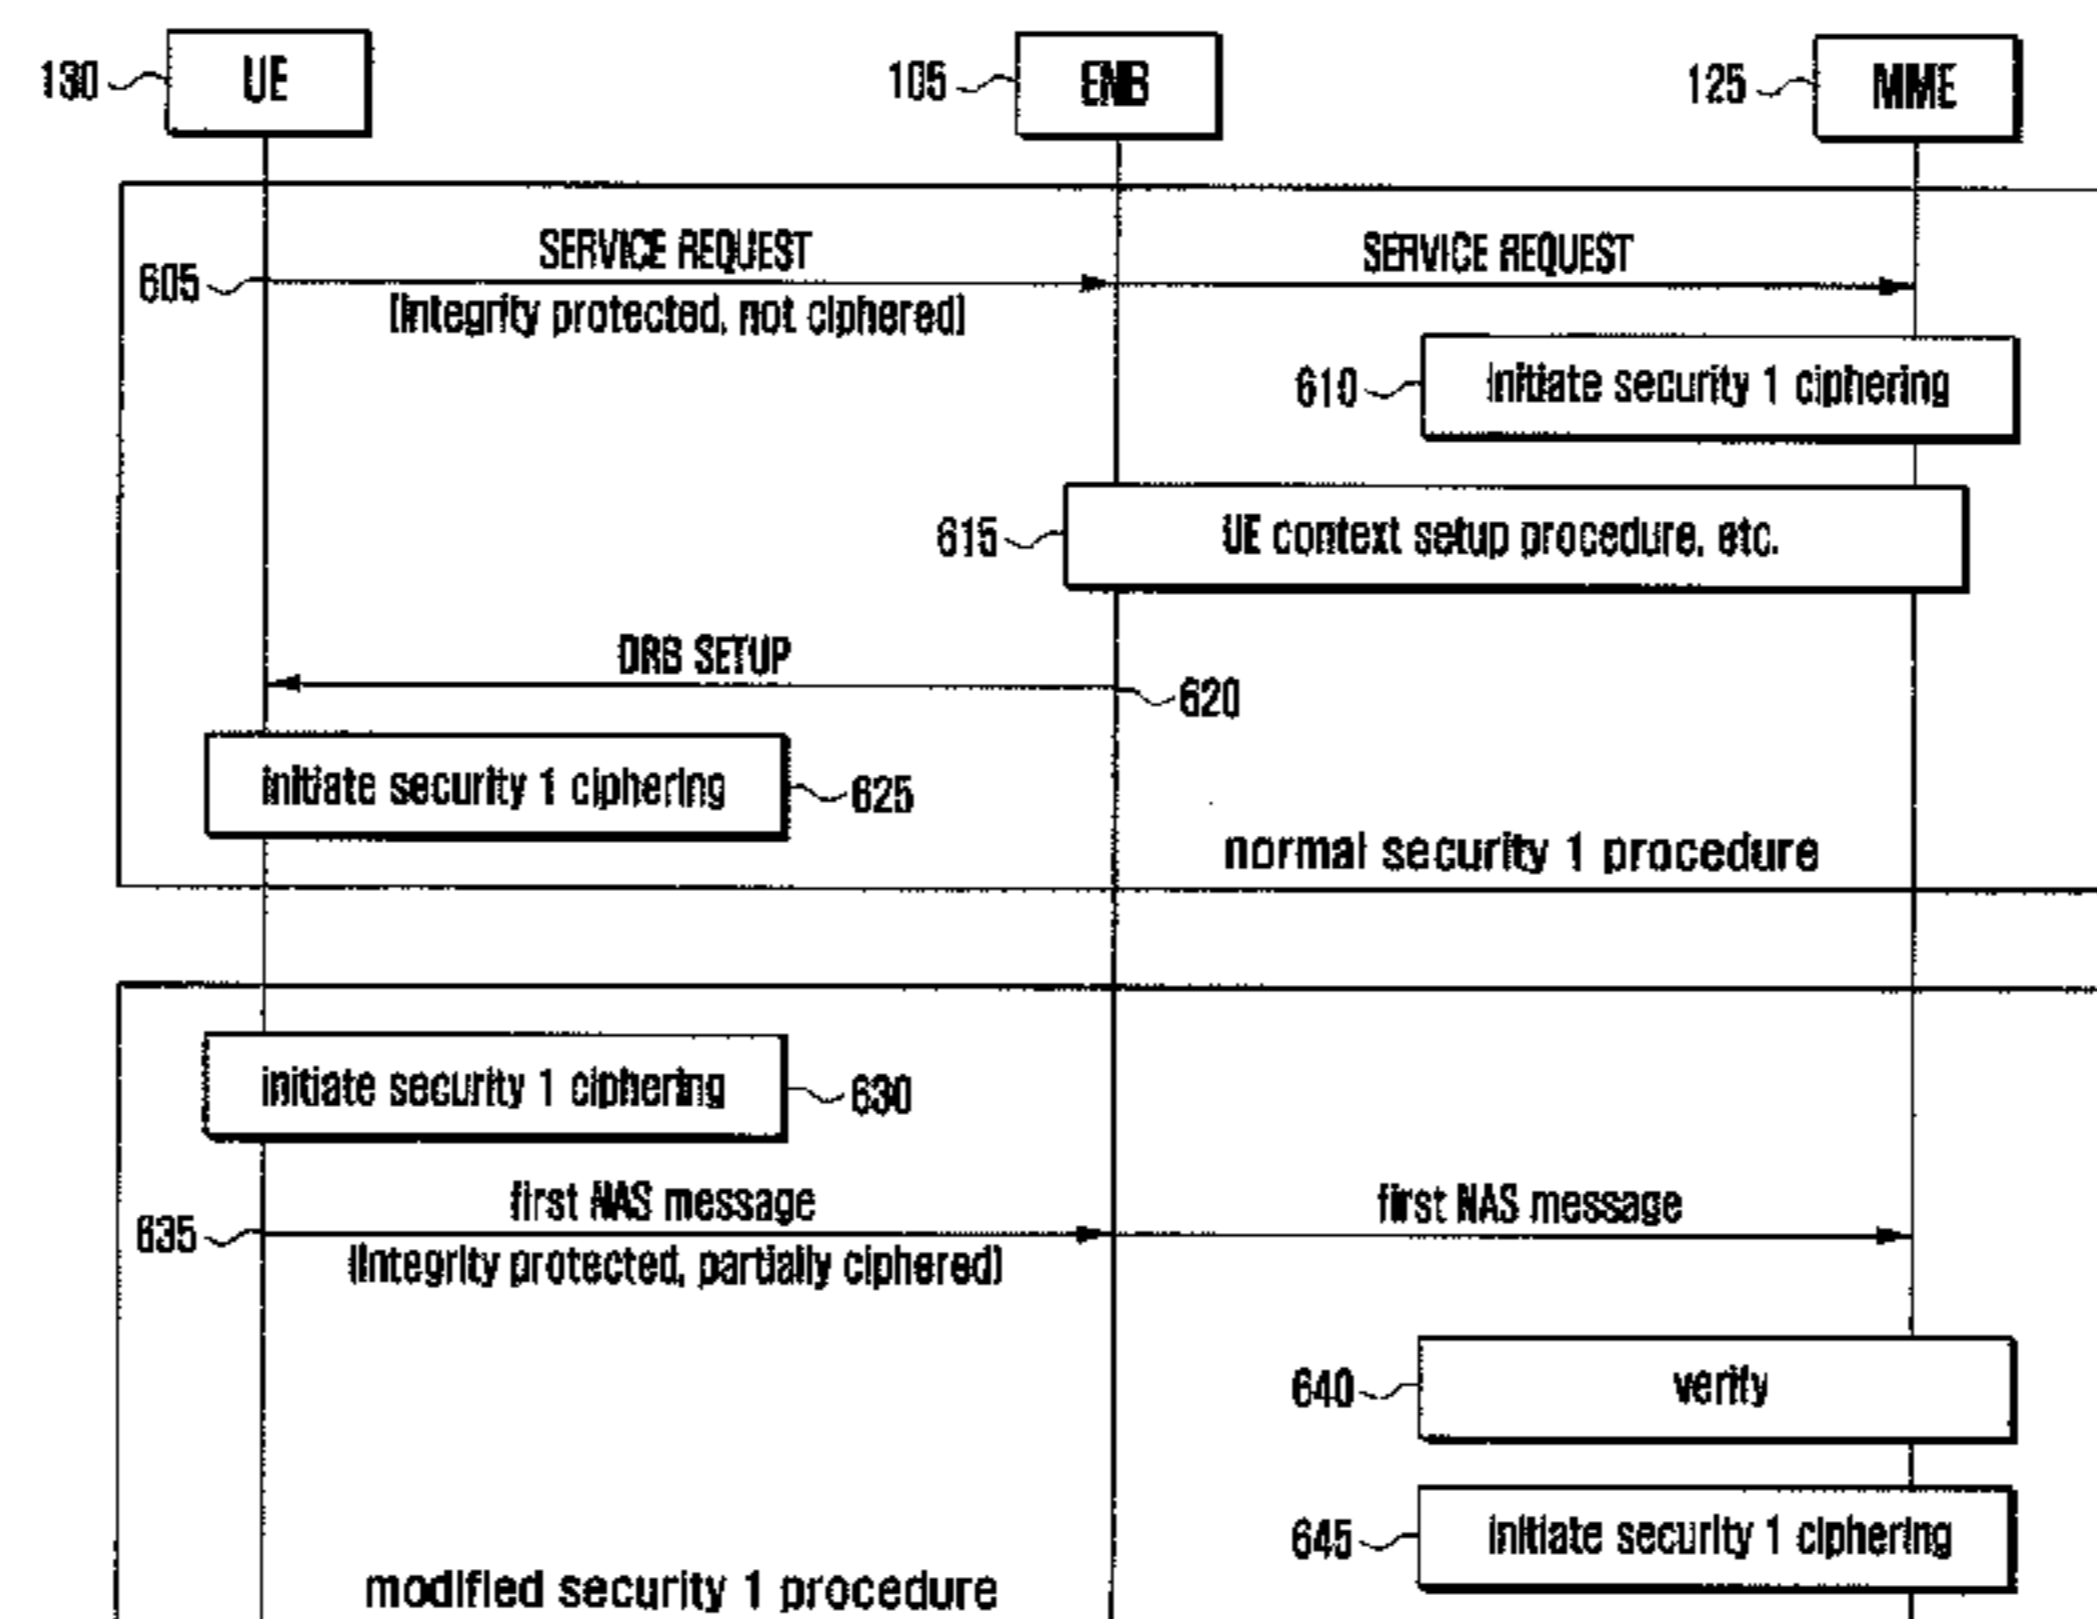 130 UE 105 ENB 125 MME
SERVICE REQUEST SERVICE REQUEST
605
(integrity protected, not ciphered)
610 initiate security 1 ciphering
615 UE context setup procedure, etc.
DRB SETUP
620
initiate security 1 ciphering 625
normal security 1 procedure
initiate security 1 ciphering 630
first NAS message first NAS message
635
(integrity protected, partially ciphered)
640 verify
645 initiate security 1 ciphering
modified security 1 procedure